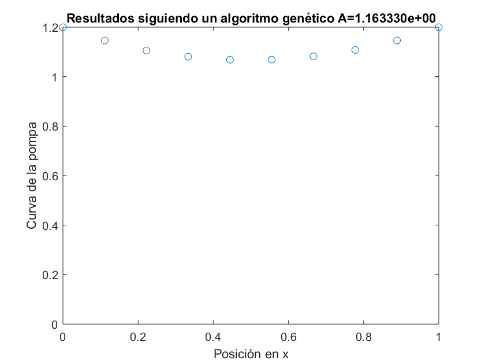 Resultados siguiendo un algoritmo genético A=1.163330e+00
1.2
1
0.8
0.6
0.4
0.2
0
Curva de la pompa
0 0.2 0.4 0.6 0.8 1
Posición en x